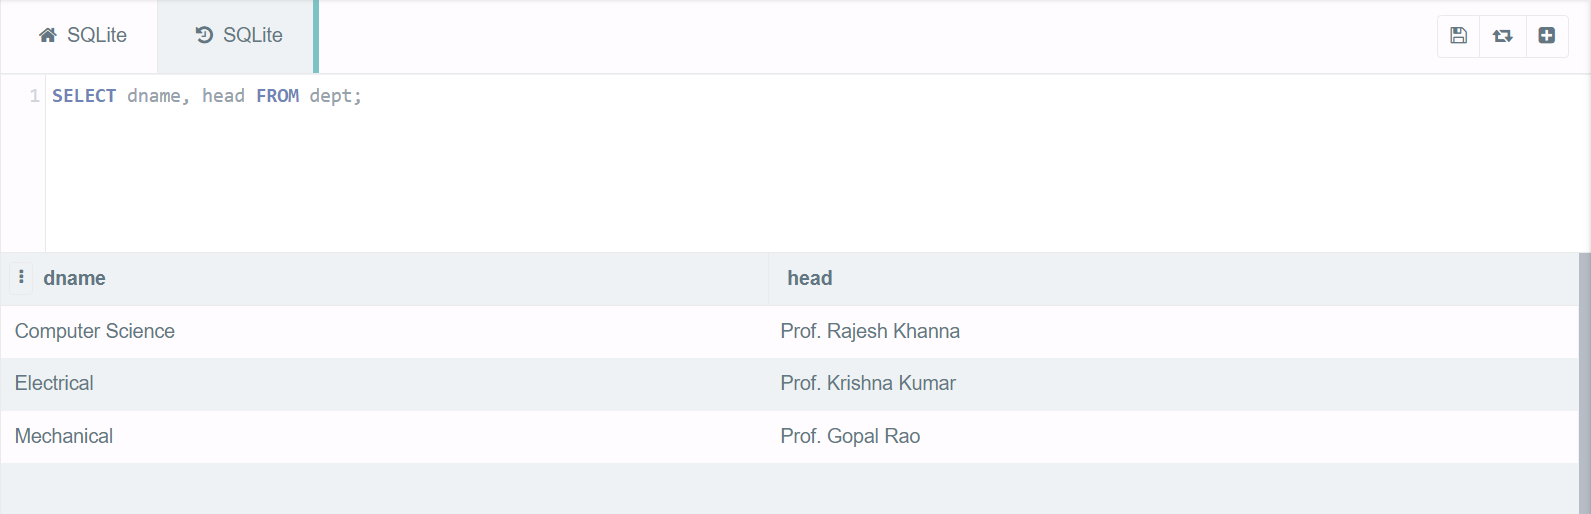 SQLite SQLite
1 SELECT dname, head FROM dept;
dname head
Computer Science Prof. Rajesh Khanna
Electrical Prof. Krishna Kumar
Mechanical Prof. Gopal Rao